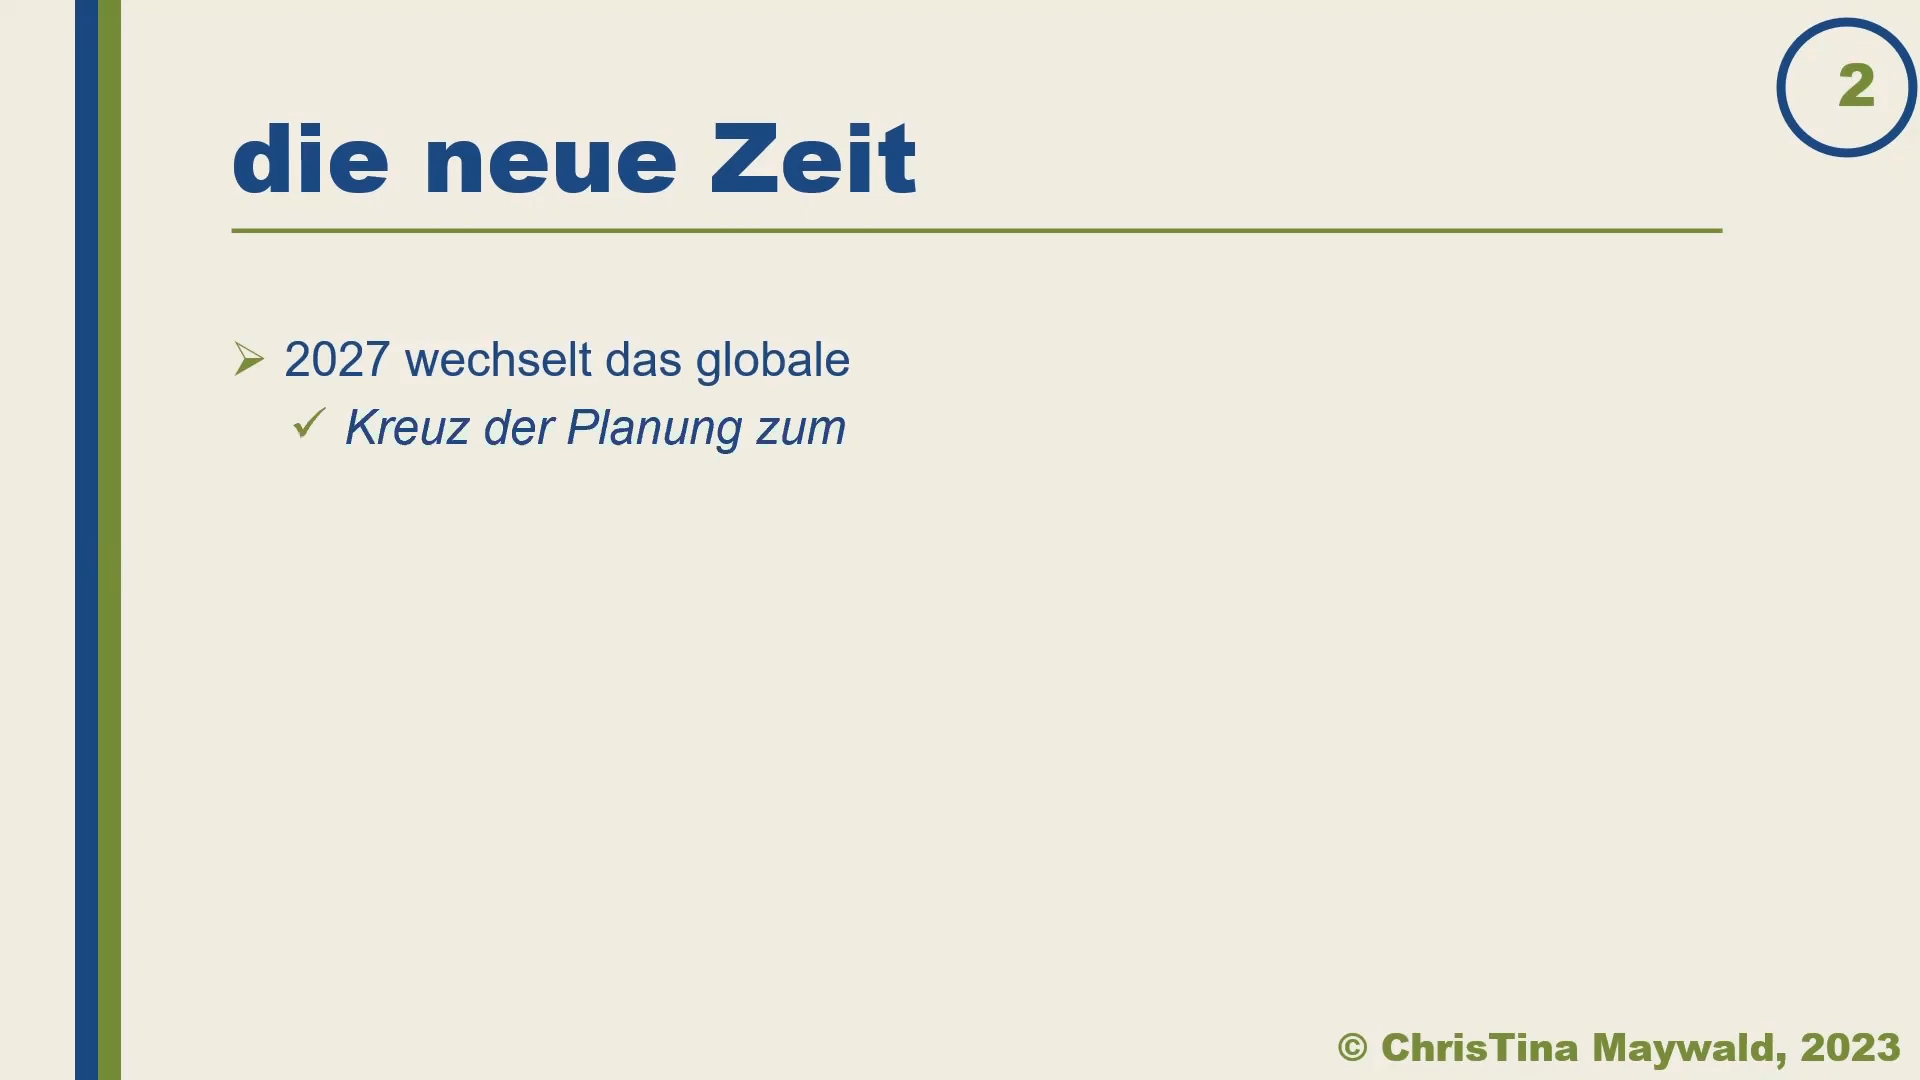 2
die neue Zeit
2027 wechselt das globale
Kreuz der Planung zum
© ChrisTina Maywald, 2023